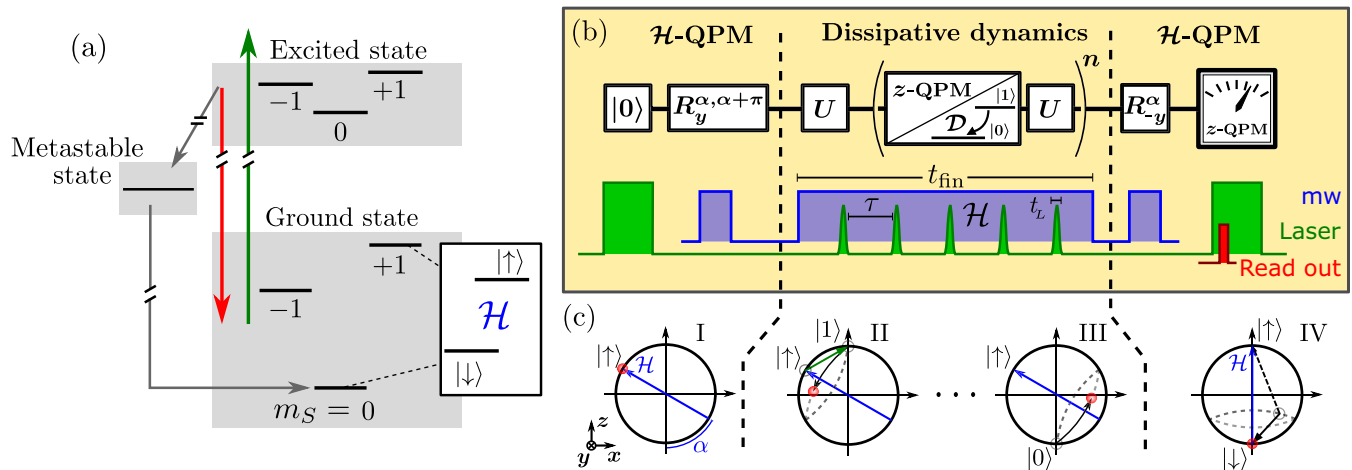 (a)
Excited state
−1
0
+1
Metastable
state
Ground state
+1
−1
m_S = 0
|↑⟩
ℋ
|↓⟩
(b)
ℋ-QPM
Dissipative dynamics
ℋ-QPM
|0⟩
R_y^{α,α+π}
U
z-QPM
|1⟩
𝒟
|0⟩
U
n
R_{-y}^{α}
z-QPM
t_fin
τ
ℋ
t_L
mw
Laser
Read out
(c)
I
|↑⟩
ℋ
α
z
y
x
II
|1⟩
|↑⟩
· · ·
III
|↑⟩
|0⟩
IV
|↑⟩
ℋ
|↓⟩